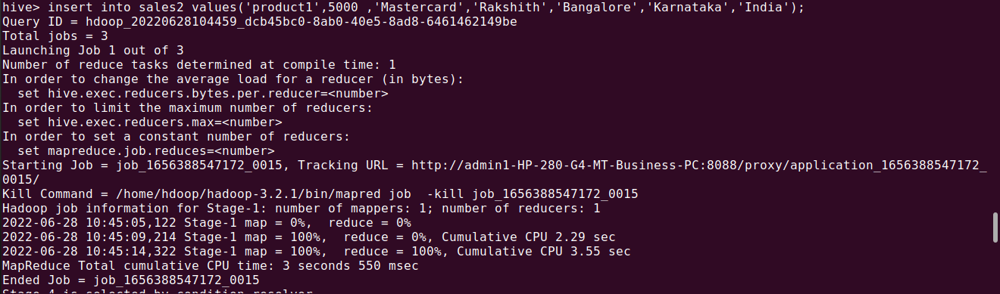 hive> insert into sales2 values('product1',5000 ,'Mastercard','Rakshith','Bangalore','Karnataka','India');
Query ID = hdoop_20220628104459_dcb45bc0-8ab0-40e5-8ad8-6461462149be
Total jobs = 3
Launching Job 1 out of 3
Number of reduce tasks determined at compile time: 1
In order to change the average load for a reducer (in bytes):
  set hive.exec.reducers.bytes.per.reducer=<number>
In order to limit the maximum number of reducers:
  set hive.exec.reducers.max=<number>
In order to set a constant number of reducers:
  set mapreduce.job.reduces=<number>
Starting Job = job_1656388547172_0015, Tracking URL = http://admin1-HP-280-G4-MT-Business-PC:8088/proxy/application_1656388547172_
0015/
Kill Command = /home/hdoop/hadoop-3.2.1/bin/mapred job  -kill job_1656388547172_0015
Hadoop job information for Stage-1: number of mappers: 1; number of reducers: 1
2022-06-28 10:45:05,122 Stage-1 map = 0%,  reduce = 0%
2022-06-28 10:45:09,214 Stage-1 map = 100%,  reduce = 0%, Cumulative CPU 2.29 sec
2022-06-28 10:45:14,322 Stage-1 map = 100%,  reduce = 100%, Cumulative CPU 3.55 sec
MapReduce Total cumulative CPU time: 3 seconds 550 msec
Ended Job = job_1656388547172_0015
Stage-4 is selected by condition resolver